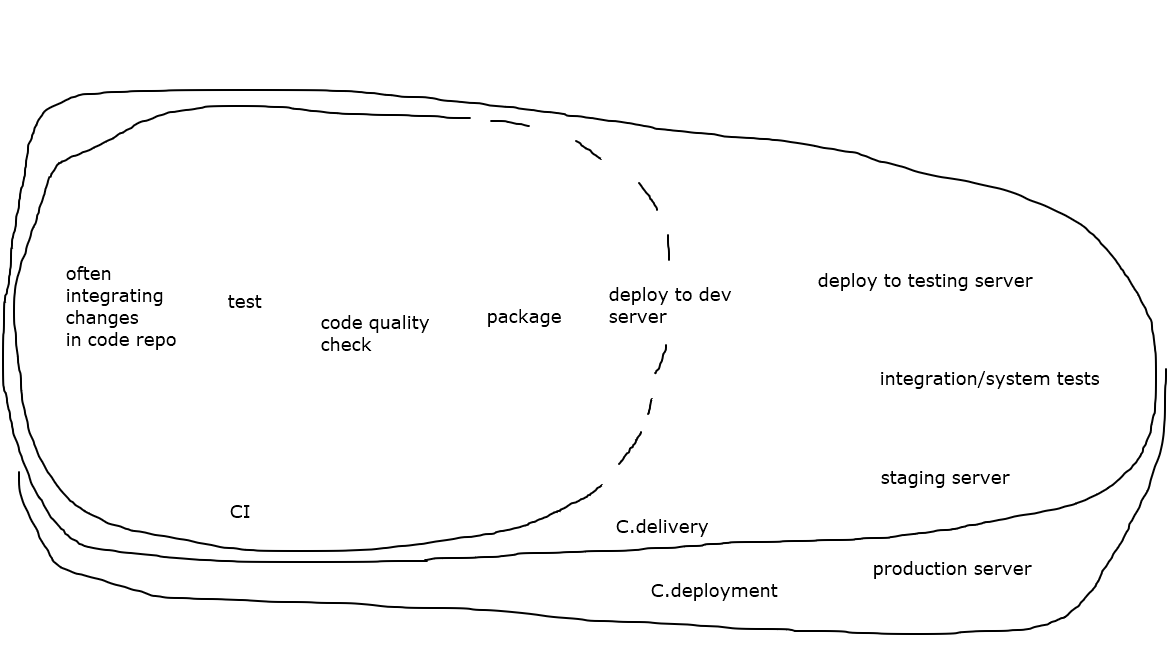 often
integrating
changes
in code repo
test
code quality
check
package
deploy to dev
server
deploy to testing server
integration/system tests
staging server
CI
C.delivery
production server
C.deployment